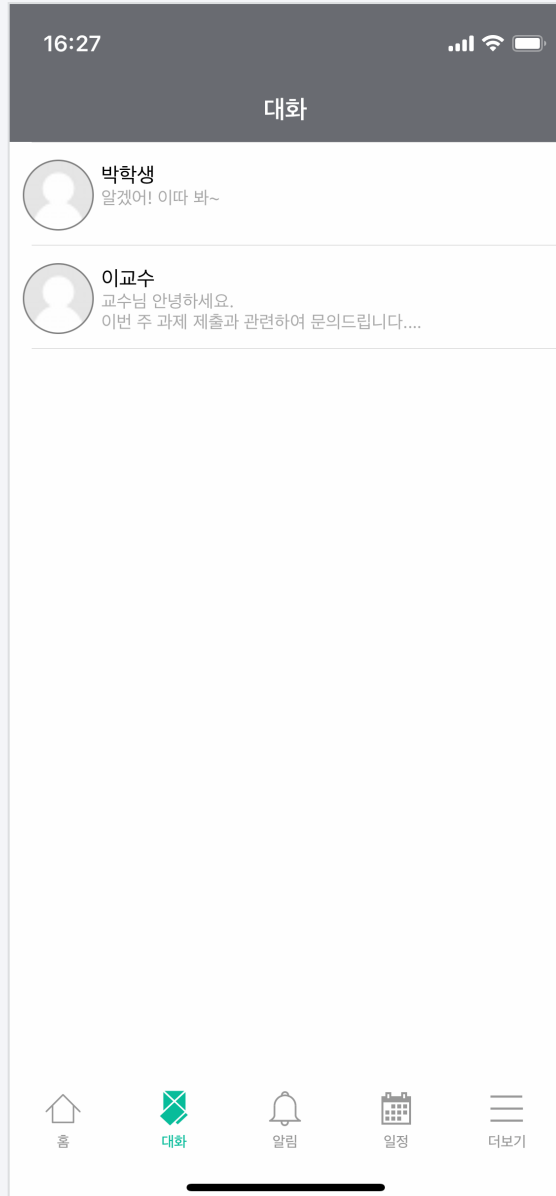 16:27
대화
박학생
알겠어! 이따 봐~
이교수
교수님 안녕하세요.
이번 주 과제 제출과 관련하여 문의드립니다....
홈
대화
알림
일정
더보기